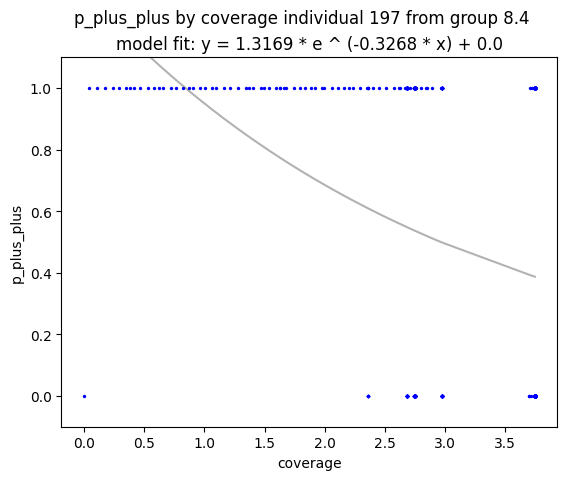 p_plus_plus by coverage individual 197 from group 8.4
model fit: y = 1.3169 * e ^ (-0.3268 * x) + 0.0
1.0
0.8
0.6
0.4
0.2
0.0
p_plus_plus
0.0 0.5 1.0 1.5 2.0 2.5 3.0 3.5
coverage